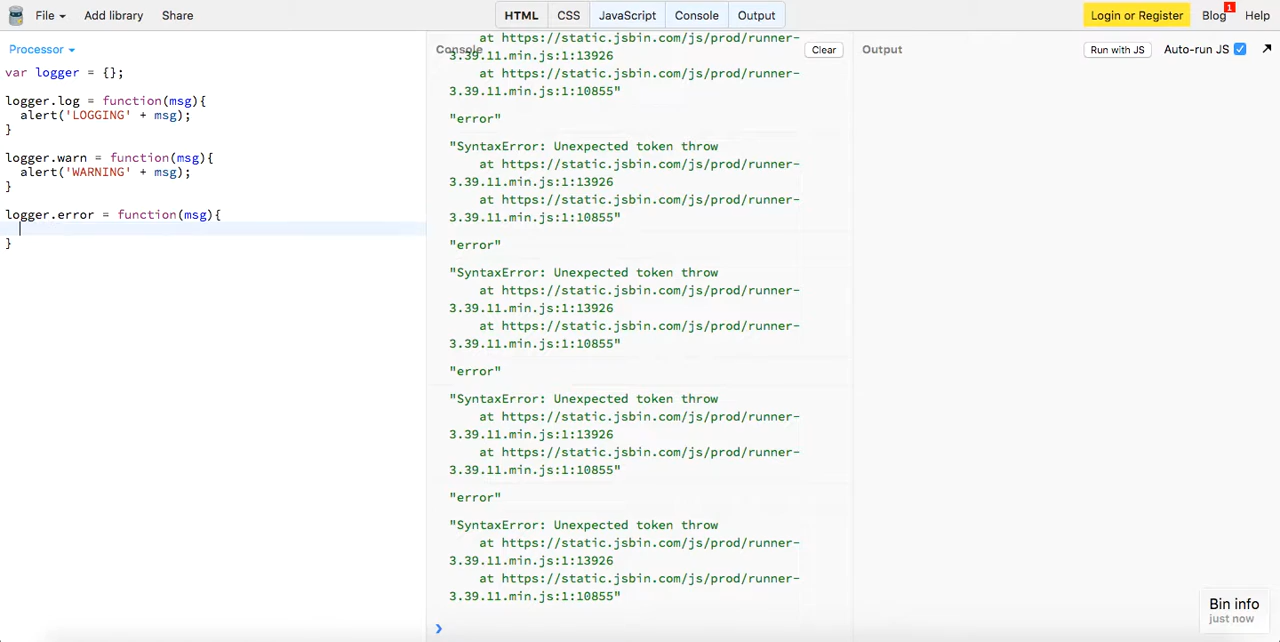 File Add library Share HTML CSS JavaScript Console Output Login or Register Blog 1 Help
Processor
var logger = {};
logger.log = function(msg){
  alert('LOGGING' + msg);
}
logger.warn = function(msg){
  alert('WARNING' + msg);
}
logger.error = function(msg){
}
Console Clear
at https://static.jsbin.com/js/prod/runner-
3.39.11.min.js:1:13926
at https://static.jsbin.com/js/prod/runner-
3.39.11.min.js:1:10855"
"error"
"SyntaxError: Unexpected token throw
at https://static.jsbin.com/js/prod/runner-
3.39.11.min.js:1:13926
at https://static.jsbin.com/js/prod/runner-
3.39.11.min.js:1:10855"
"error"
"SyntaxError: Unexpected token throw
at https://static.jsbin.com/js/prod/runner-
3.39.11.min.js:1:13926
at https://static.jsbin.com/js/prod/runner-
3.39.11.min.js:1:10855"
"error"
"SyntaxError: Unexpected token throw
at https://static.jsbin.com/js/prod/runner-
3.39.11.min.js:1:13926
at https://static.jsbin.com/js/prod/runner-
3.39.11.min.js:1:10855"
"error"
"SyntaxError: Unexpected token throw
at https://static.jsbin.com/js/prod/runner-
3.39.11.min.js:1:13926
at https://static.jsbin.com/js/prod/runner-
3.39.11.min.js:1:10855"
Output Run with JS Auto-run JS
Bin info
just now